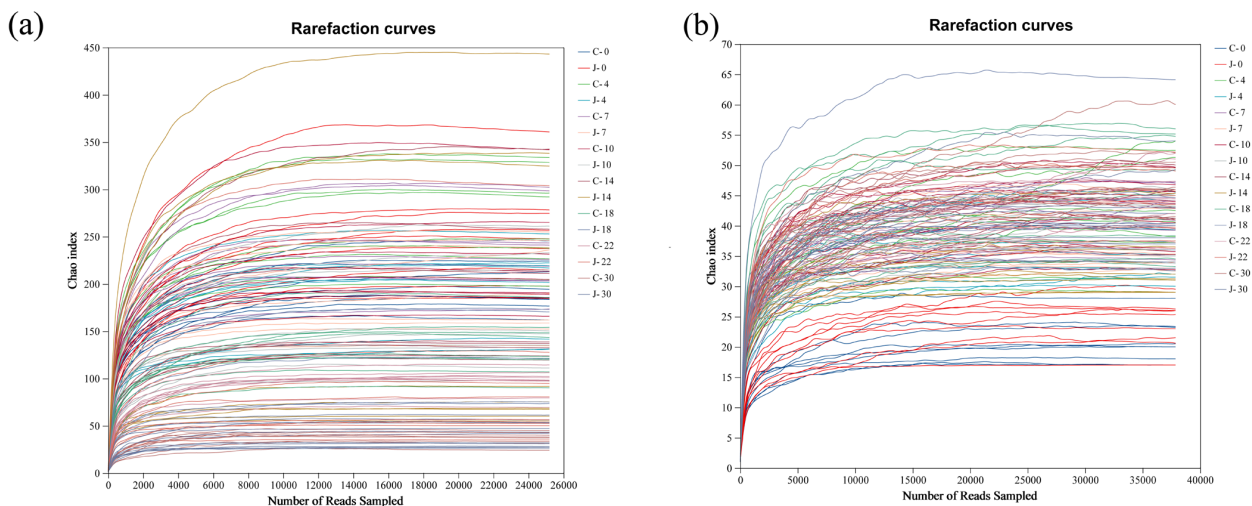 (a)
Rarefaction curves
Chao index
450
400
350
300
250
200
150
100
50
0
0 2000 4000 6000 8000 10000 12000 14000 16000 18000 20000 22000 24000 26000
Number of Reads Sampled
C-0
J-0
C-4
J-4
C-7
J-7
C-10
J-10
C-14
J-14
C-18
J-18
C-22
J-22
C-30
J-30
(b)
Rarefaction curves
Chao index
70
65
60
55
50
45
40
35
30
25
20
15
10
5
0
0 5000 10000 15000 20000 25000 30000 35000 40000
Number of Reads Sampled
C-0
J-0
C-4
J-4
C-7
J-7
C-10
J-10
C-14
J-14
C-18
J-18
C-22
J-22
C-30
J-30